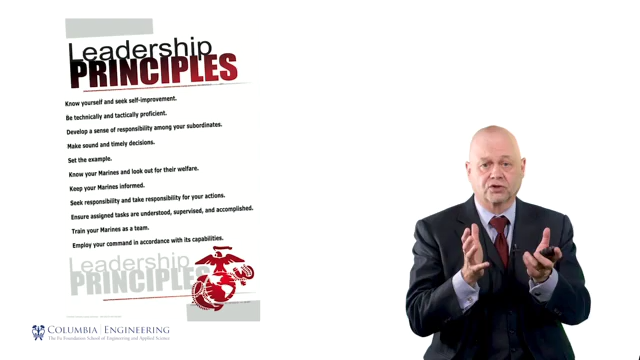 Leadership
PRINCIPLES
Know yourself and seek self-improvement.
Be technically and tactically proficient.
Develop a sense of responsibility among your subordinates.
Make sound and timely decisions.
Set the example.
Know your Marines and look out for their welfare.
Keep your Marines informed.
Seek responsibility and take responsibility for your actions.
Ensure assigned tasks are understood, supervised, and accomplished.
Train your Marines as a team.
Employ your command in accordance with its capabilities.
Leadership
PRINCIPLES
COLUMBIA | ENGINEERING
The Fu Foundation School of Engineering and Applied Science